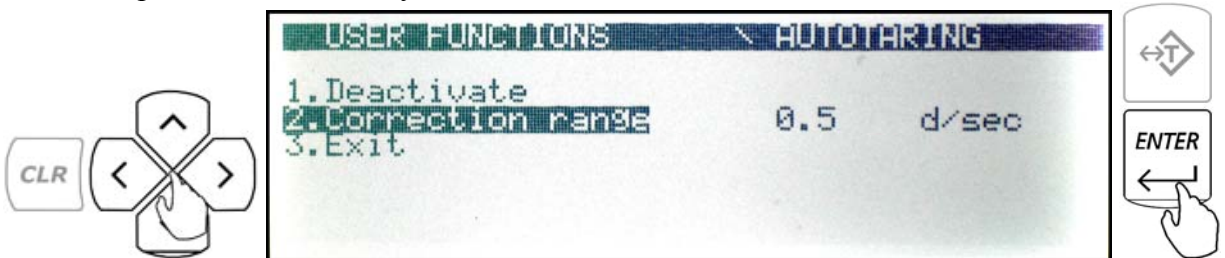 USER FUNCTIONS \ AUTOTARING
1.Deactivate
2.Correction range 0.5 d/sec
3.Exit
CLR
T
ENTER